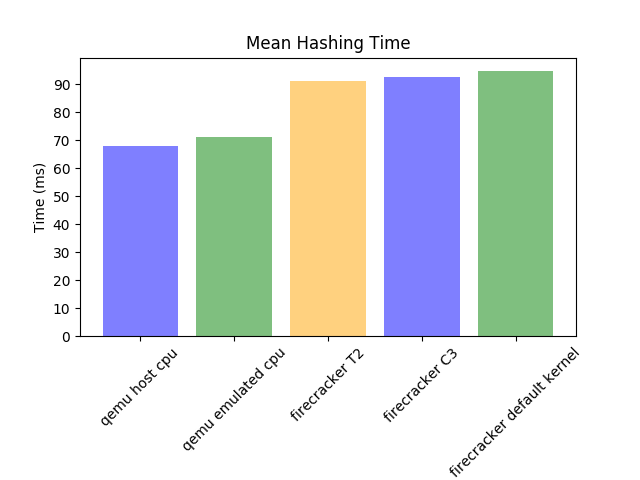 Mean Hashing Time
Time (ms)
90
80
70
60
50
40
30
20
10
0
qemu host cpu
qemu emulated cpu
firecracker T2
firecracker C3
firecracker default kernel